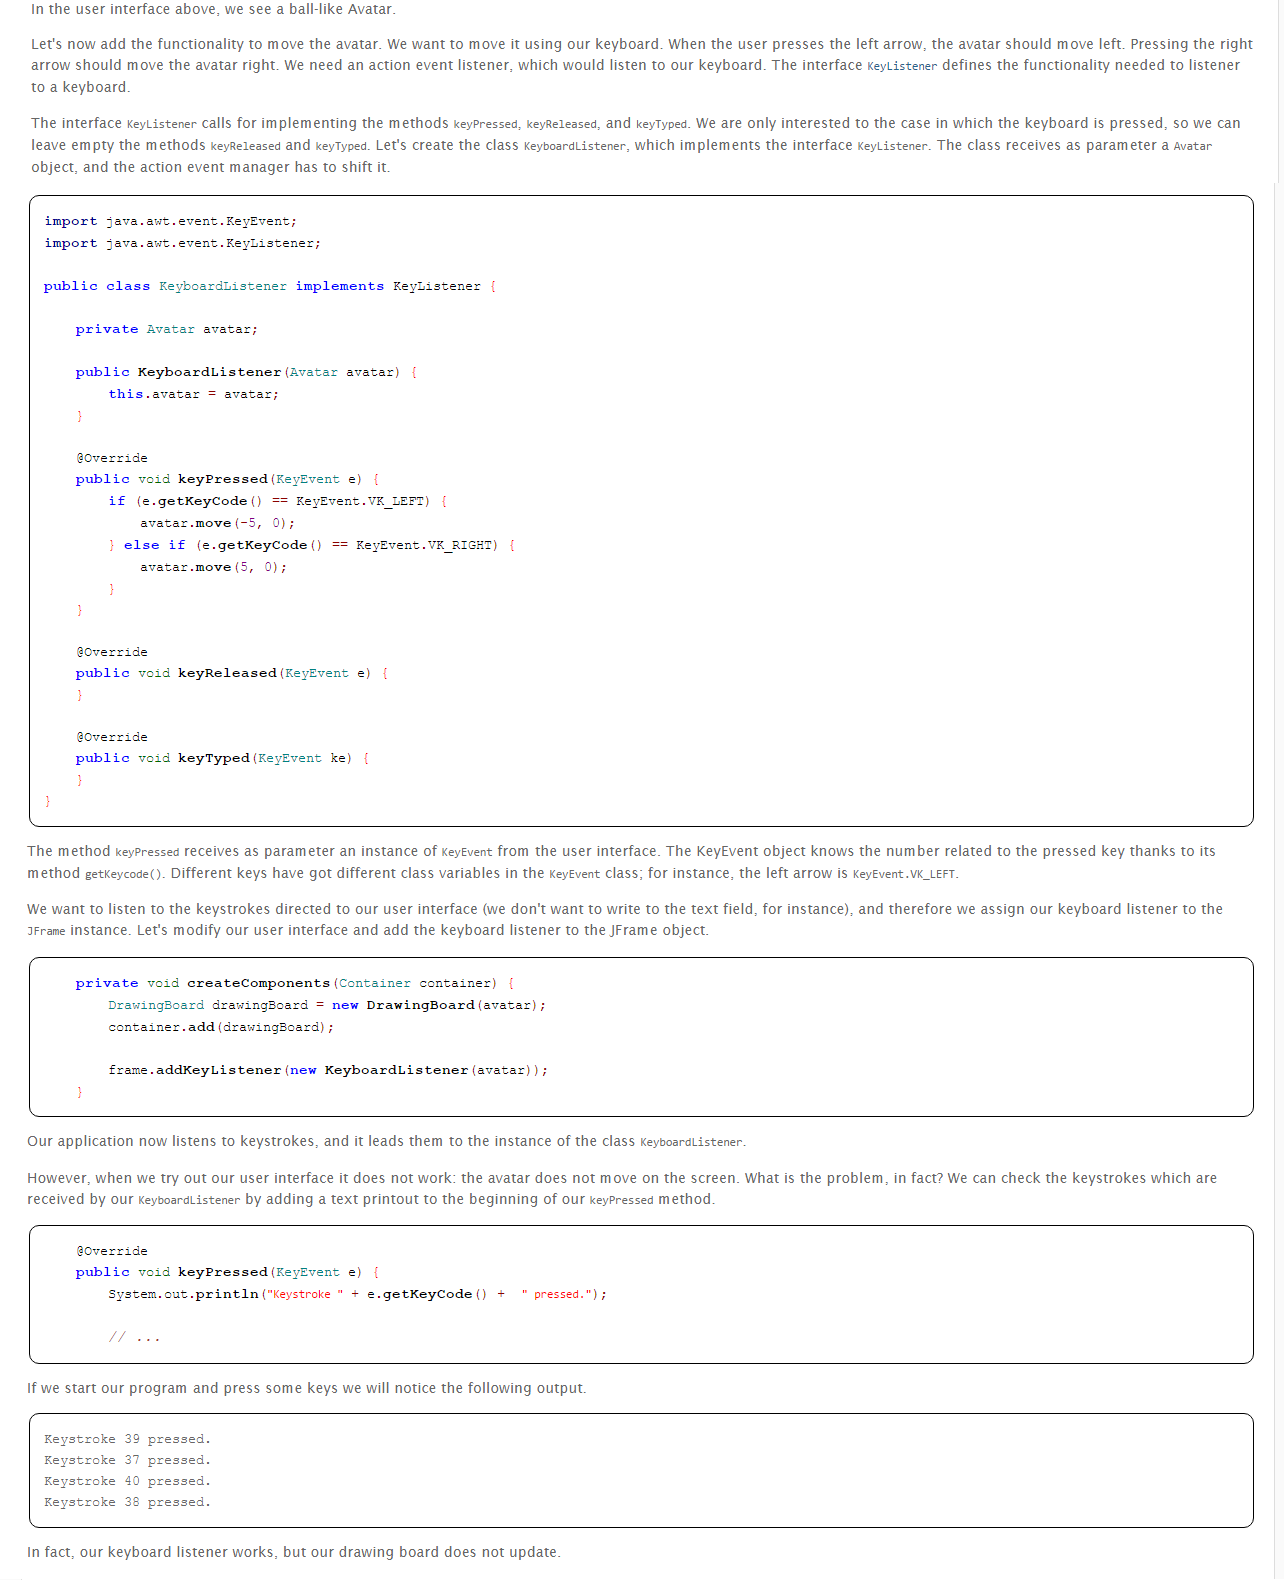 In the user interface above, we see a ball-like Avatar.
Let's now add the functionality to move the avatar. We want to move it using our keyboard. When the user presses the left arrow, the avatar should move left. Pressing the right
arrow should move the avatar right. We need an action event listener, which would listen to our keyboard. The interface KeyListener defines the functionality needed to listener
to a keyboard.
The interface KeyListener calls for implementing the methods keyPressed, keyReleased, and keyTyped. We are only interested to the case in which the keyboard is pressed, so we can
leave empty the methods keyReleased and keyTyped. Let's create the class KeyboardListener, which implements the interface KeyListener. The class receives as parameter a Avatar
object, and the action event manager has to shift it.
import java.awt.event.KeyEvent;
import java.awt.event.KeyListener;
public class KeyboardListener implements KeyListener {
private Avatar avatar;
public KeyboardListener(Avatar avatar) {
this.avatar = avatar;
}
@Override
public void keyPressed(KeyEvent e) {
if (e.getKeyCode() == KeyEvent.VK_LEFT) {
avatar.move(-5, 0);
} else if (e.getKeyCode() == KeyEvent.VK_RIGHT) {
avatar.move(5, 0);
}
}
@Override
public void keyReleased(KeyEvent e) {
}
@Override
public void keyTyped(KeyEvent ke) {
}
}
The method keyPressed receives as parameter an instance of KeyEvent from the user interface. The KeyEvent object knows the number related to the pressed key thanks to its
method getKeycode(). Different keys have got different class variables in the KeyEvent class; for instance, the left arrow is KeyEvent.VK_LEFT.
We want to listen to the keystrokes directed to our user interface (we don't want to write to the text field, for instance), and therefore we assign our keyboard listener to the
JFrame instance. Let's modify our user interface and add the keyboard listener to the JFrame object.
private void createComponents(Container container) {
DrawingBoard drawingBoard = new DrawingBoard(avatar);
container.add(drawingBoard);
frame.addKeyListener(new KeyboardListener(avatar));
}
Our application now listens to keystrokes, and it leads them to the instance of the class KeyboardListener.
However, when we try out our user interface it does not work: the avatar does not move on the screen. What is the problem, in fact? We can check the keystrokes which are
received by our KeyboardListener by adding a text printout to the beginning of our keyPressed method.
@Override
public void keyPressed(KeyEvent e) {
System.out.println("Keystroke " + e.getKeyCode() +  " pressed.");
// ...
If we start our program and press some keys we will notice the following output.
Keystroke 39 pressed.
Keystroke 37 pressed.
Keystroke 40 pressed.
Keystroke 38 pressed.
In fact, our keyboard listener works, but our drawing board does not update.